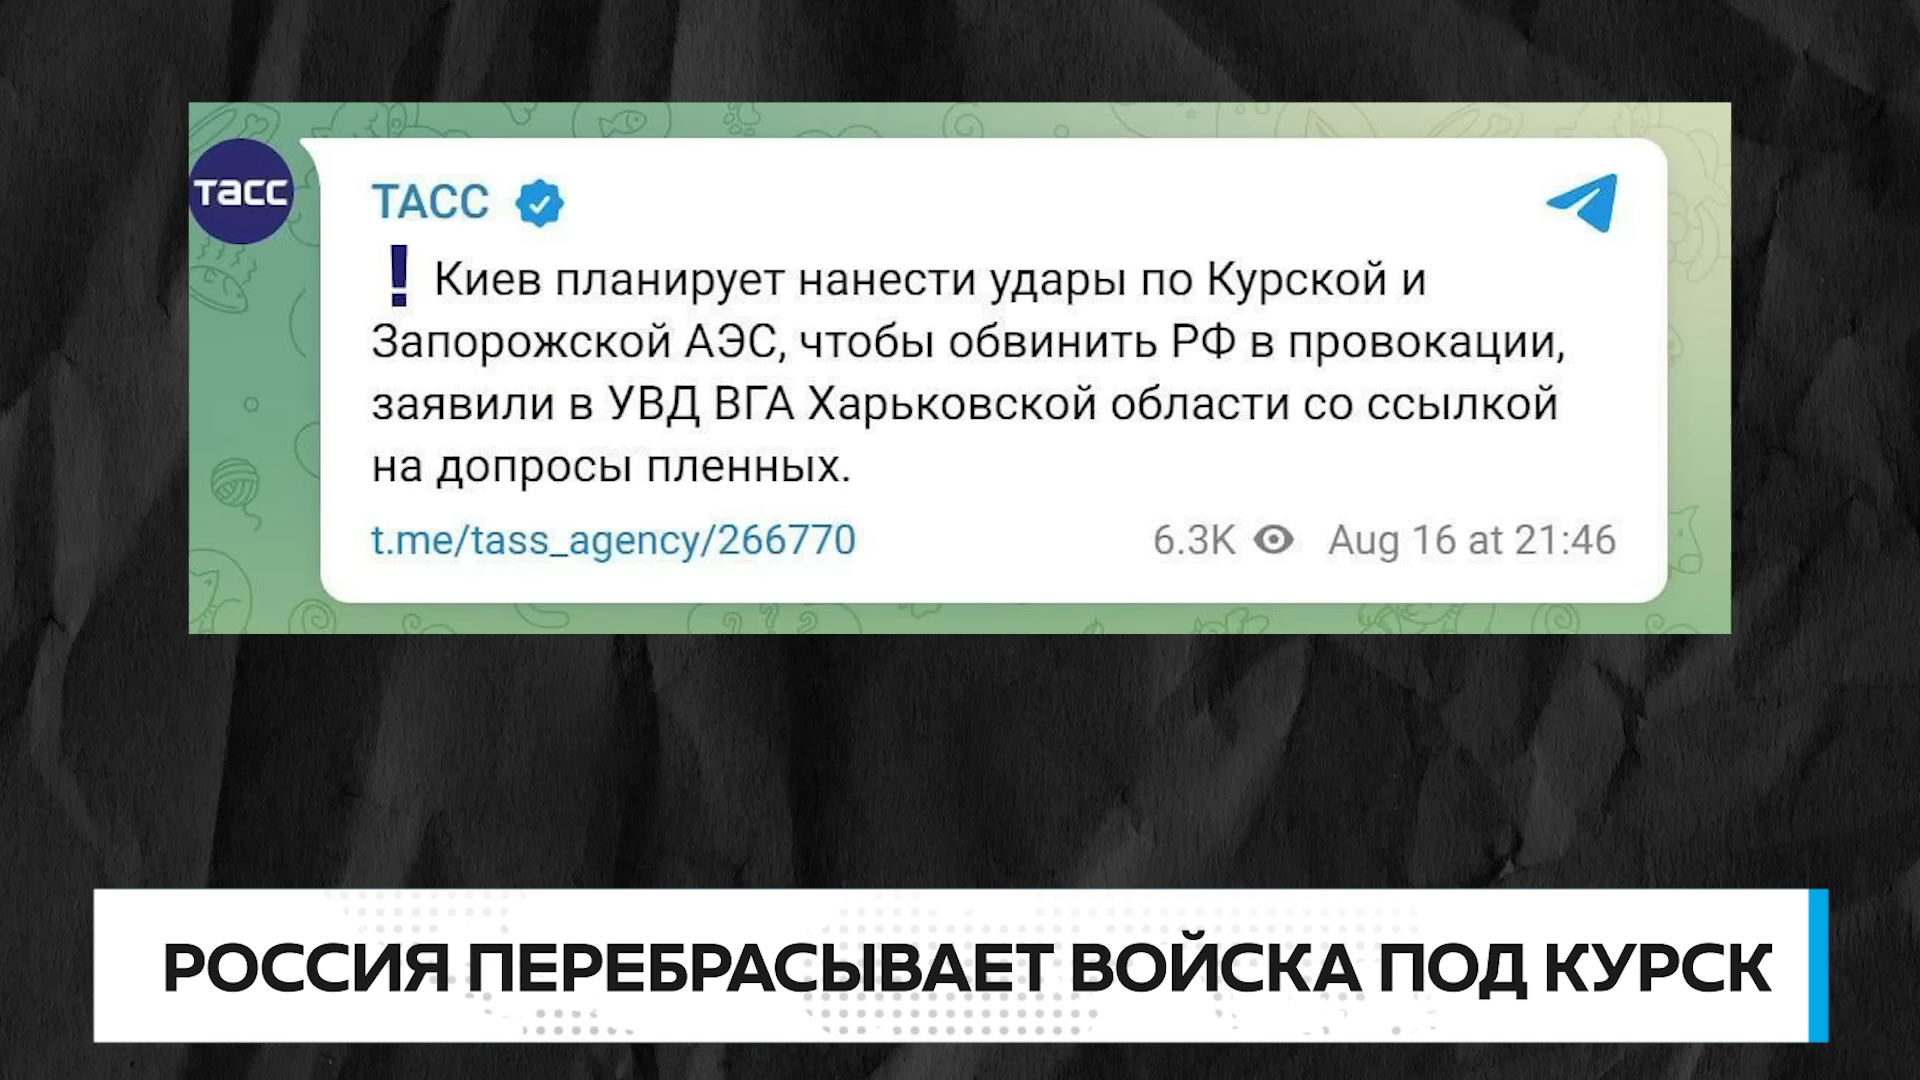 тасс
ТАСС
❗ Киев планирует нанести удары по Курской и
Запорожской АЭС, чтобы обвинить РФ в провокации,
заявили в УВД ВГА Харьковской области со ссылкой
на допросы пленных.
t.me/tass_agency/266770 6.3K Aug 16 at 21:46
РОССИЯ ПЕРЕБРАСЫВАЕТ ВОЙСКА ПОД КУРСК